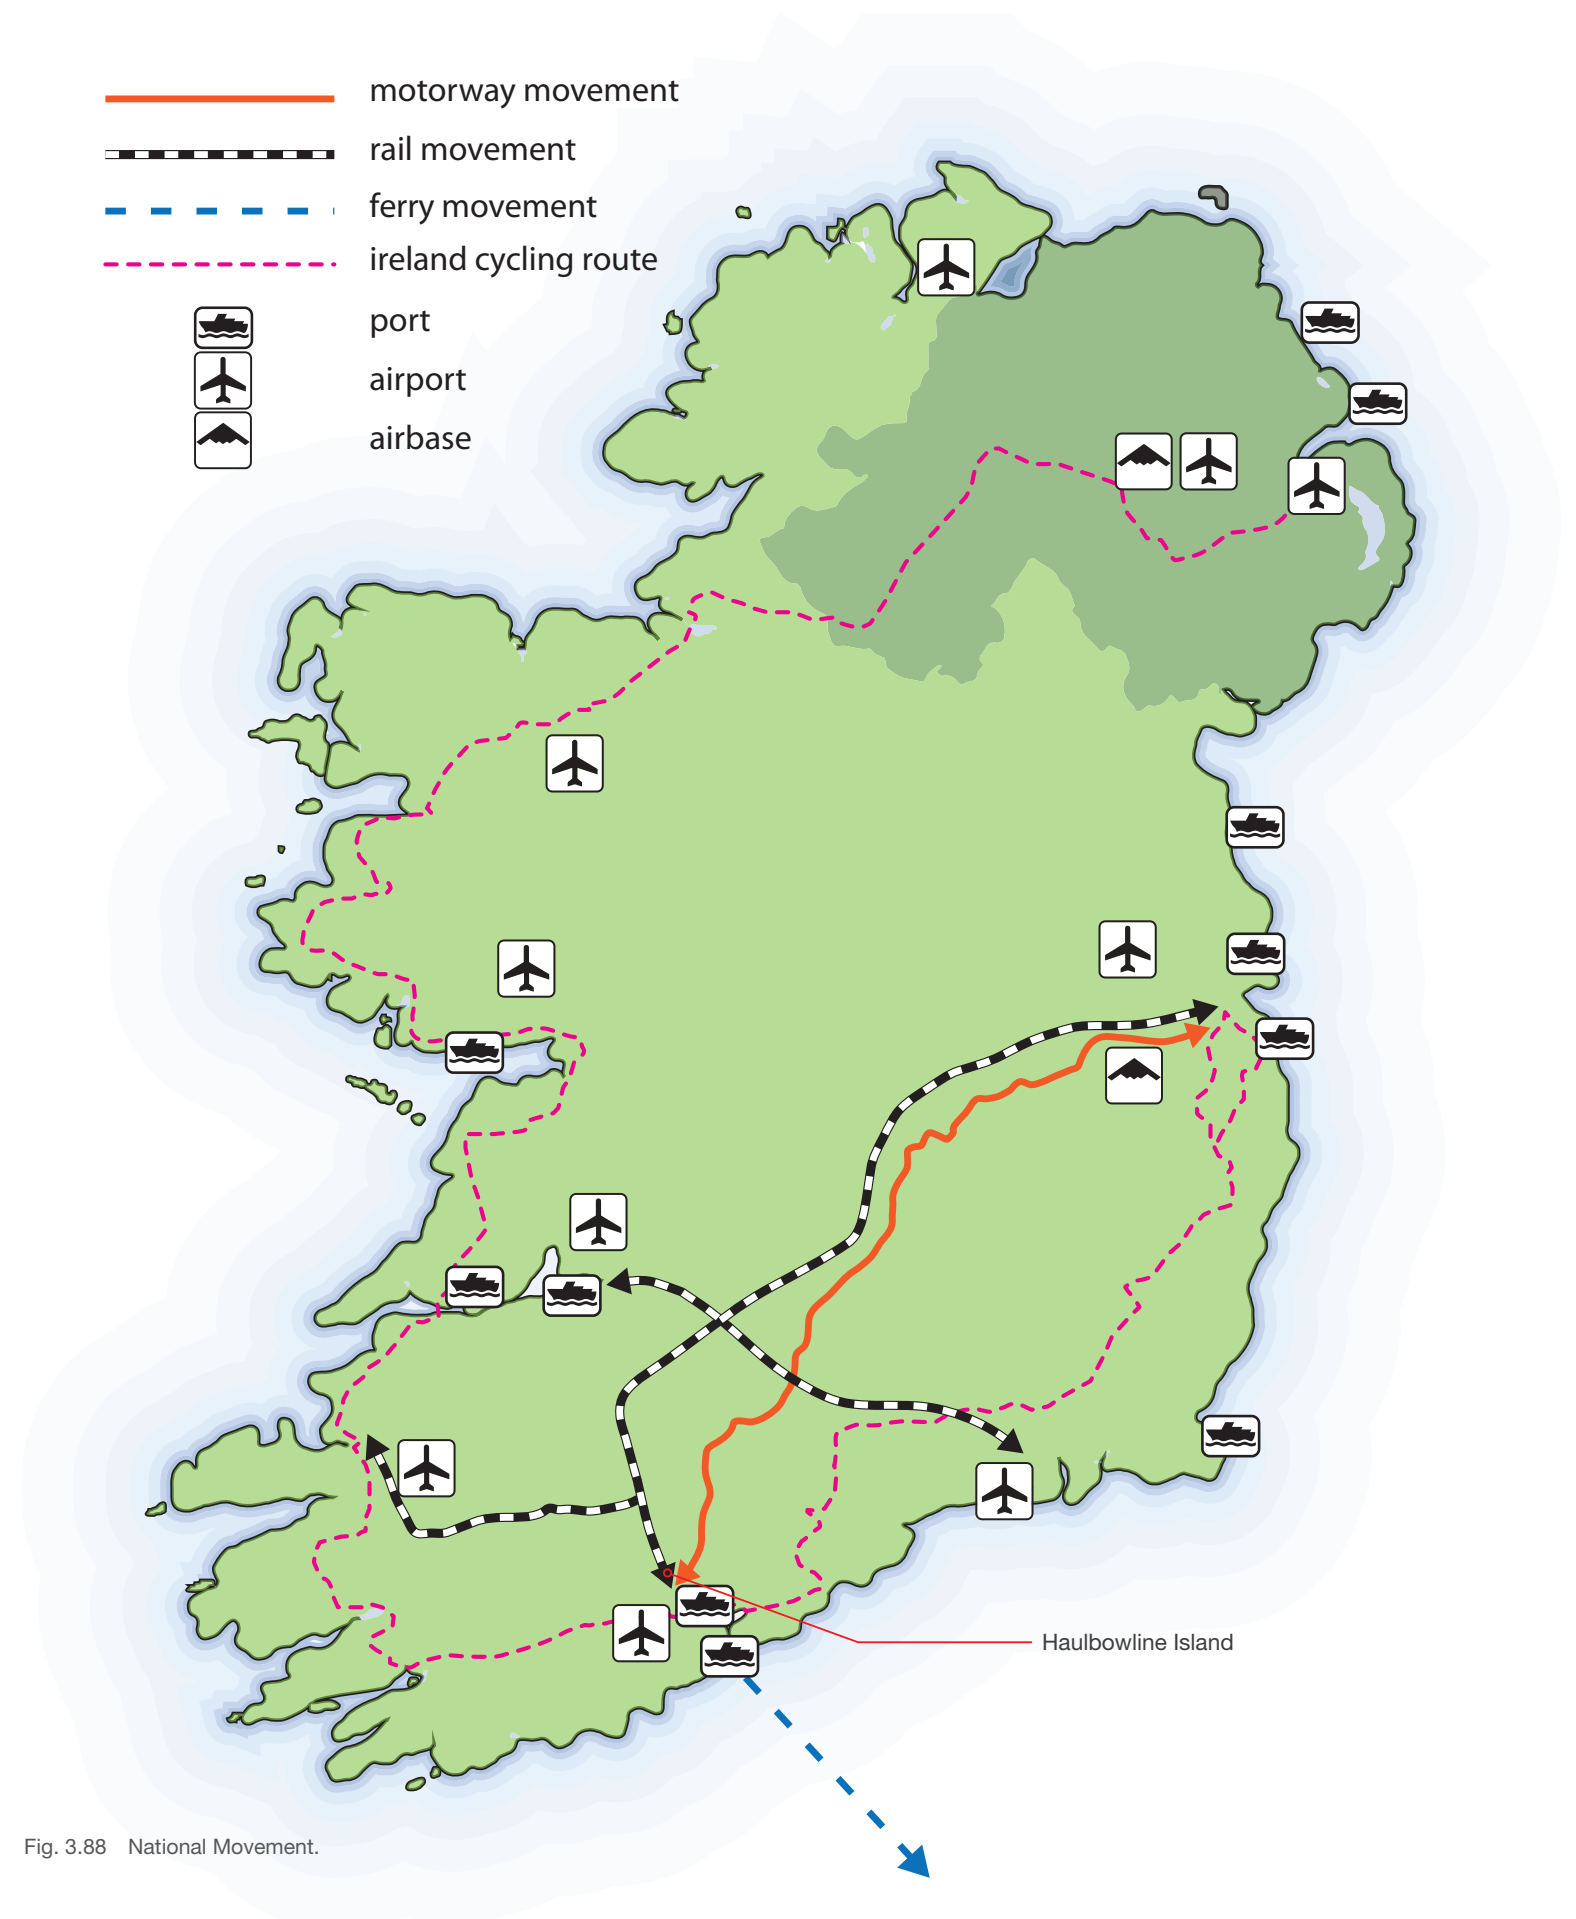 motorway movement
rail movement
ferry movement
ireland cycling route
port
airport
airbase
Haulbowline Island
Fig. 3.88 National Movement.